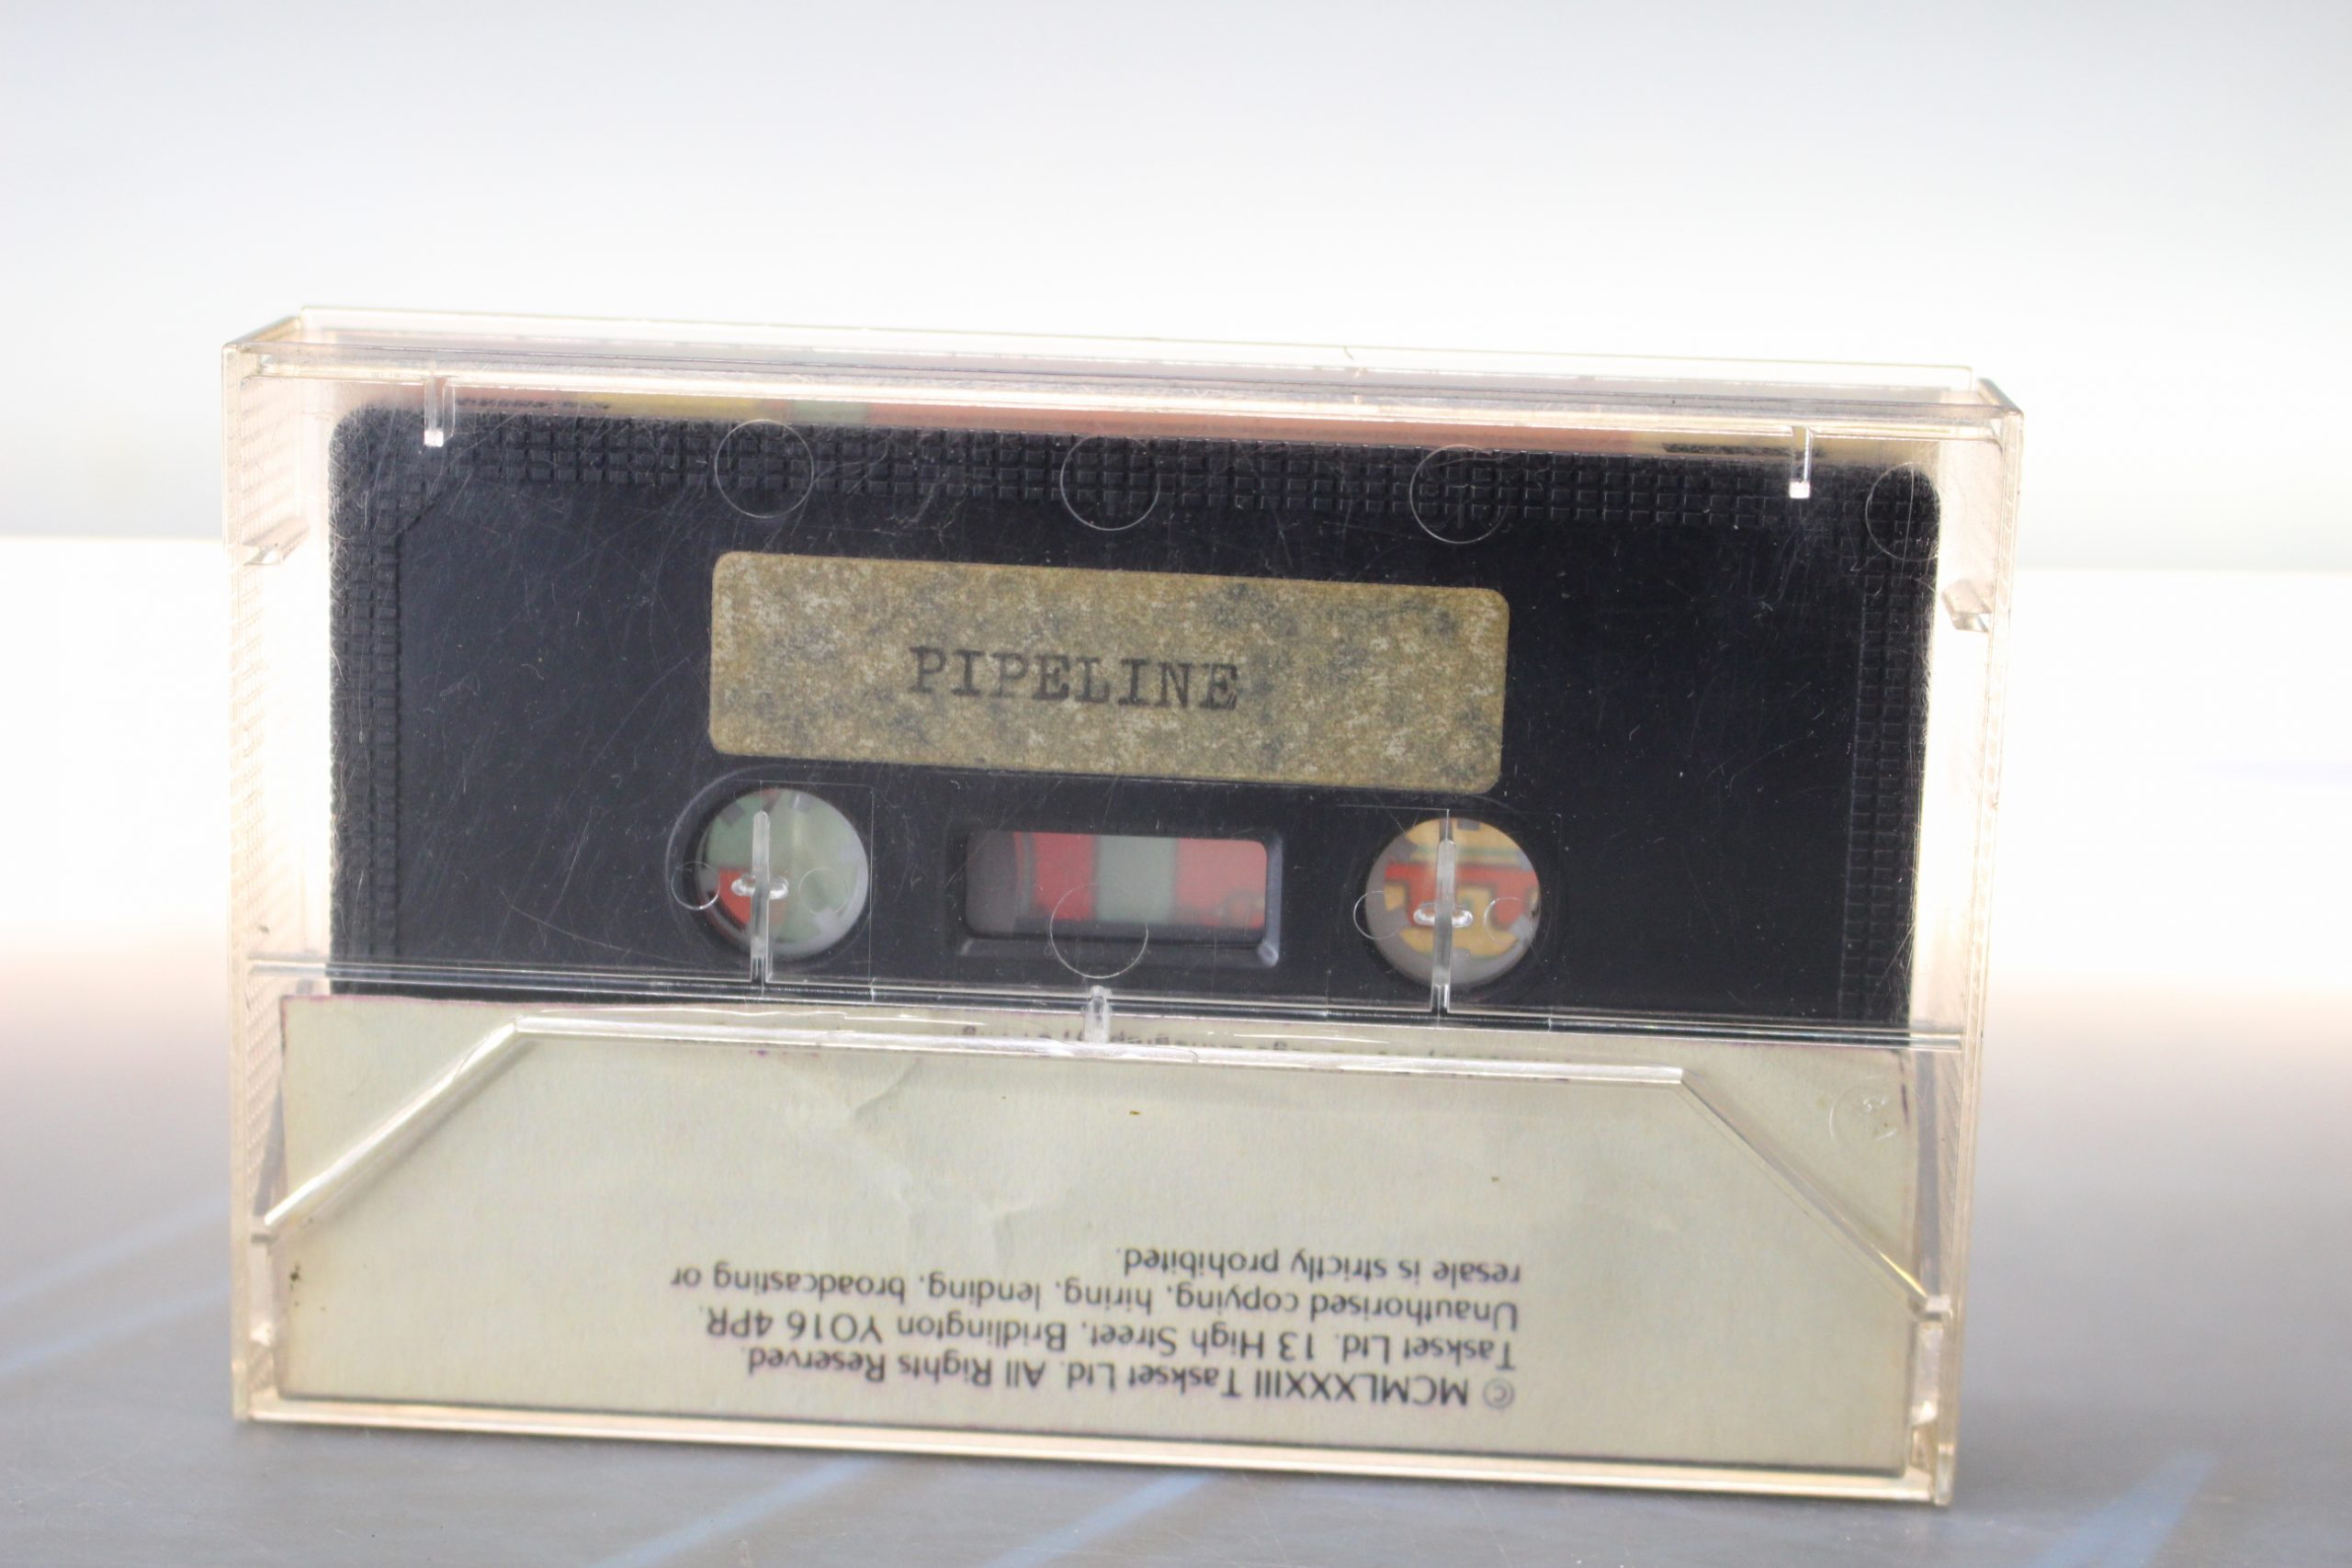 PIPELINE
© MCMLXXXIII Taskset Ltd. All Rights Reserved.
Taskset Ltd. 13 High Street, Bridlington YO16 4PR.
Unauthorised copying, hiring, lending, broadcasting or
resale is strictly prohibited.